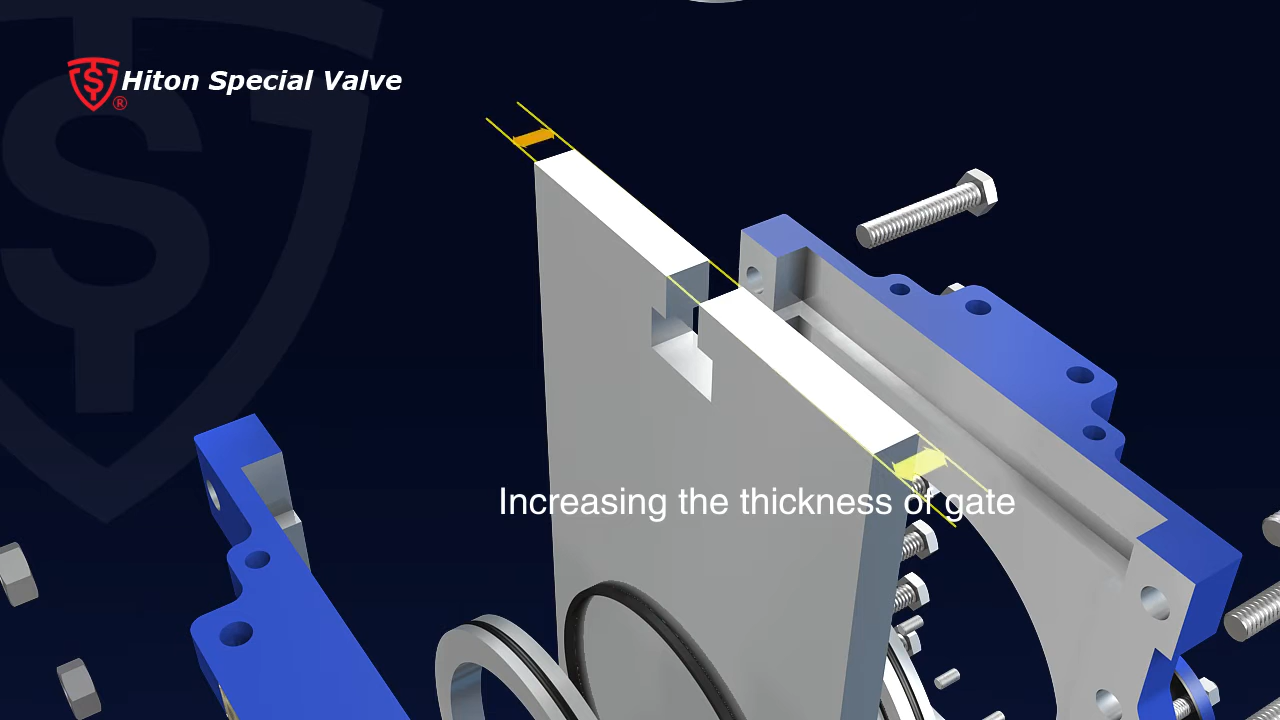 Hiton Special Valve
®
Increasing the thickness of gate